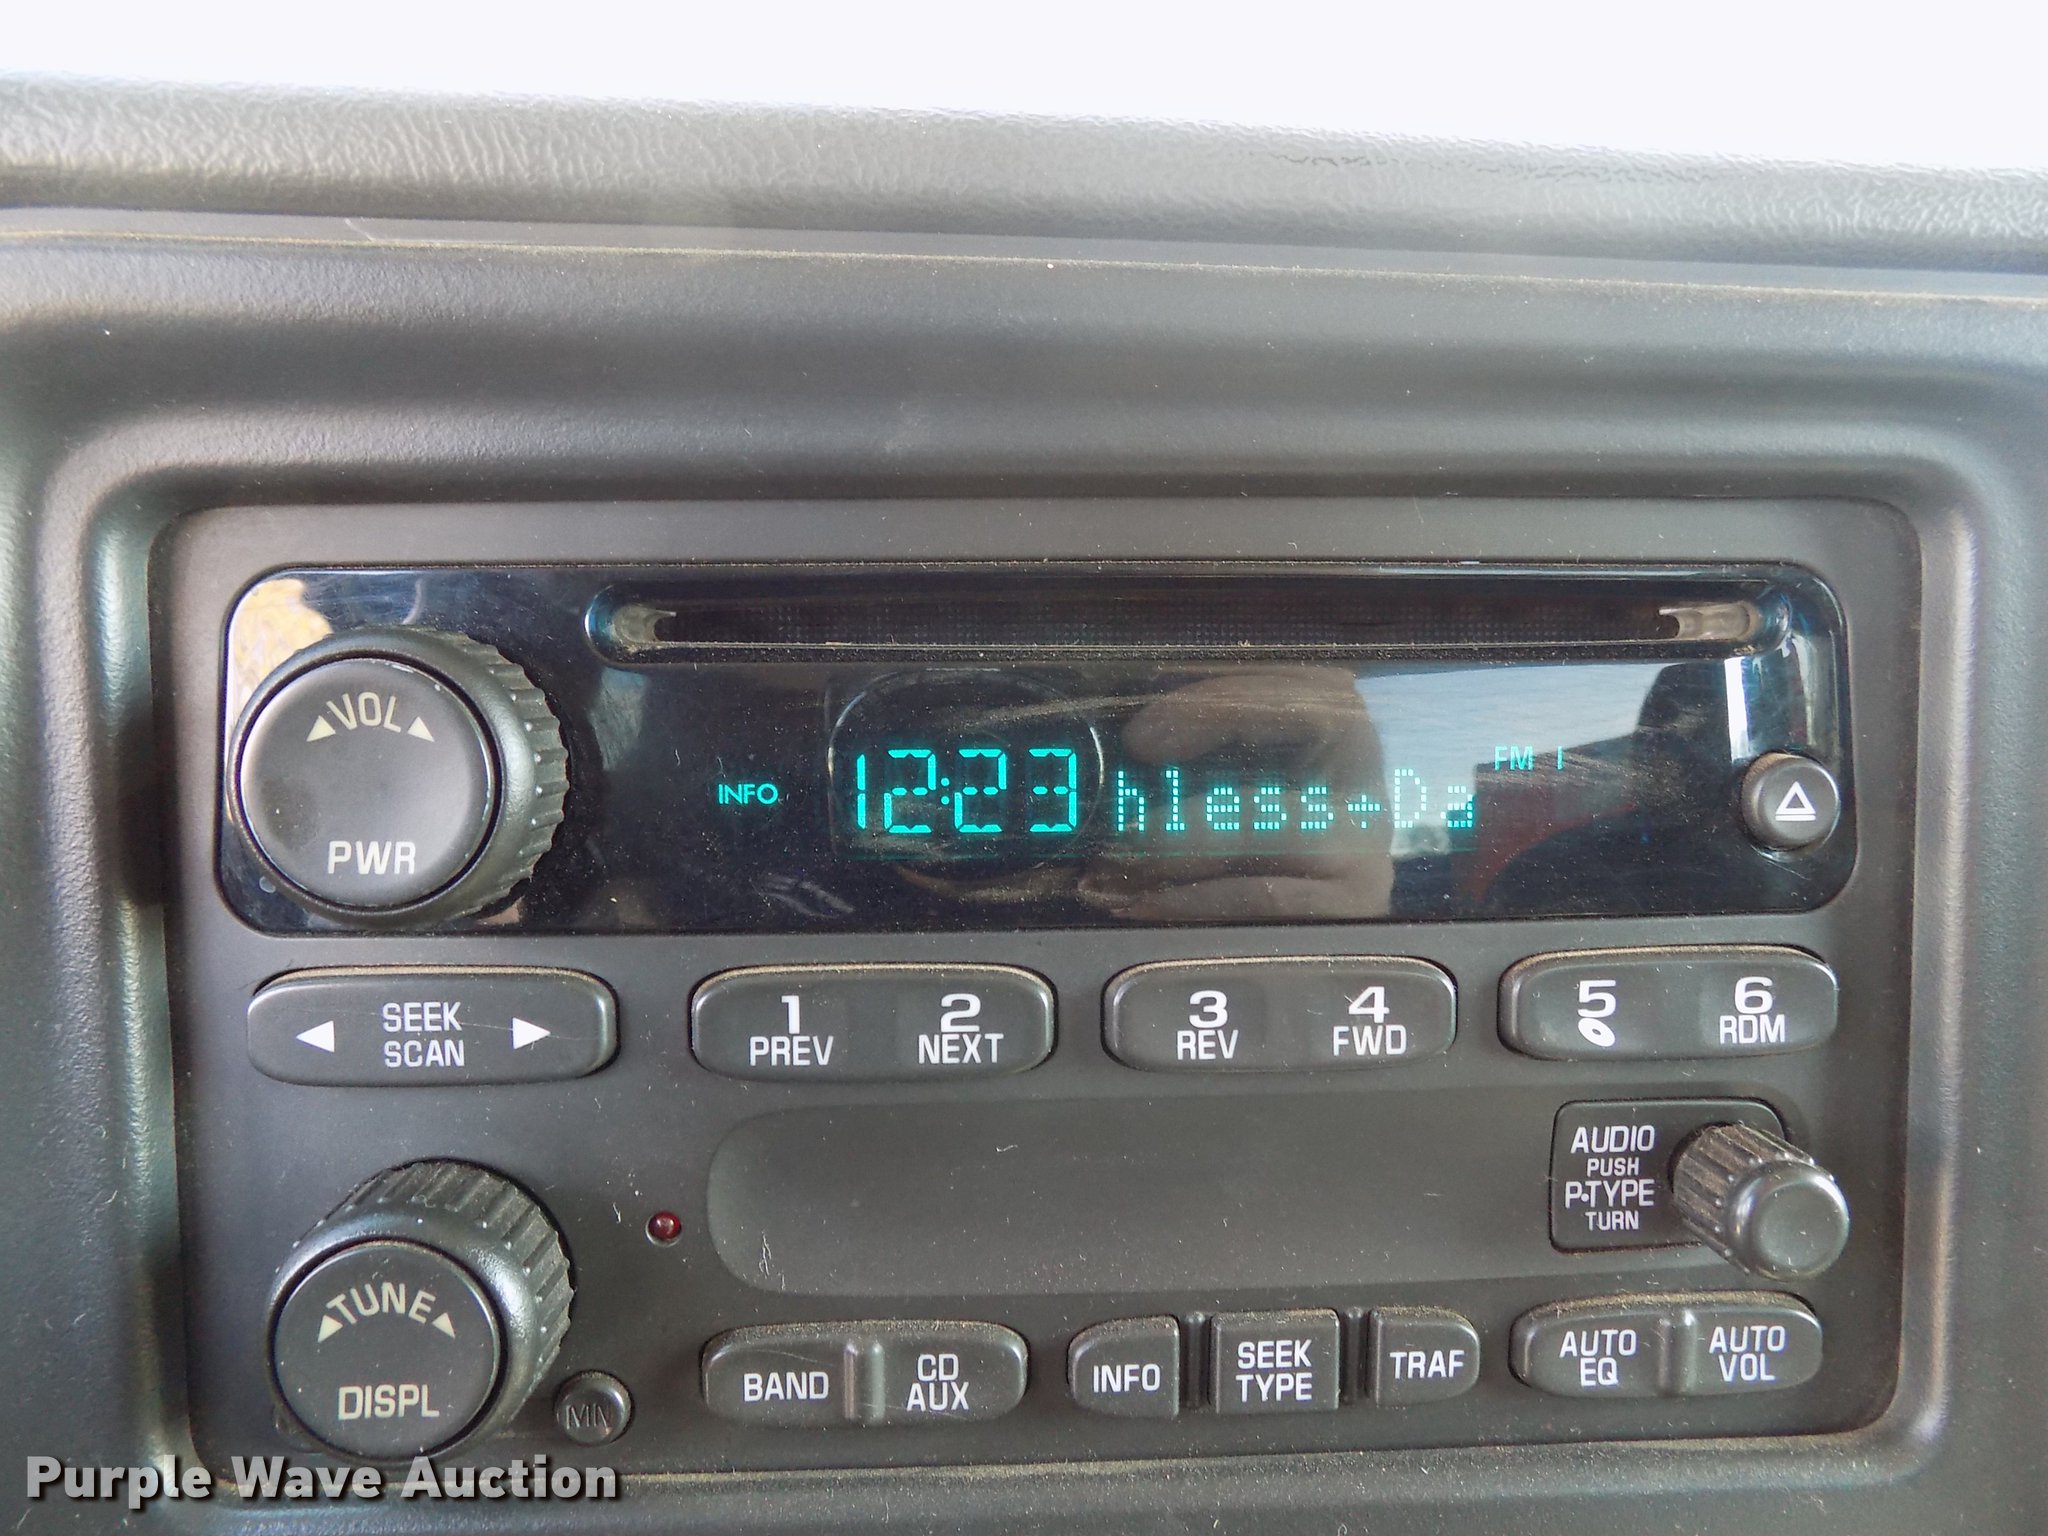 VOL
PWR
INFO
12:23 hless+Da
FM 1
SEEK
SCAN
1
PREV
2
NEXT
3
REV
4
FWD
5
6
RDM
AUDIO
PUSH
P-TYPE
TURN
TUNE
DISPL
MN
BAND
CD
AUX
INFO
SEEK
TYPE
TRAF
AUTO
EQ
AUTO
VOL
Purple Wave Auction